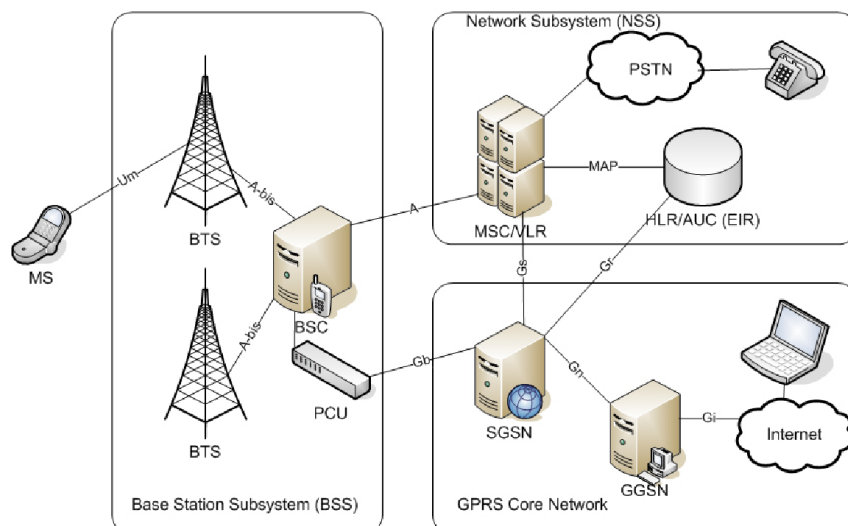 Network Subsystem (NSS)
PSTN
Um
A-bis
MAP
BTS
A
MSC/VLR
HLR/AUC (EIR)
MS
Gs
Gr
BSC
A-bis
Gb
Gn
PCU
SGSN
Gi
Internet
BTS
GGSN
Base Station Subsystem (BSS)
GPRS Core Network